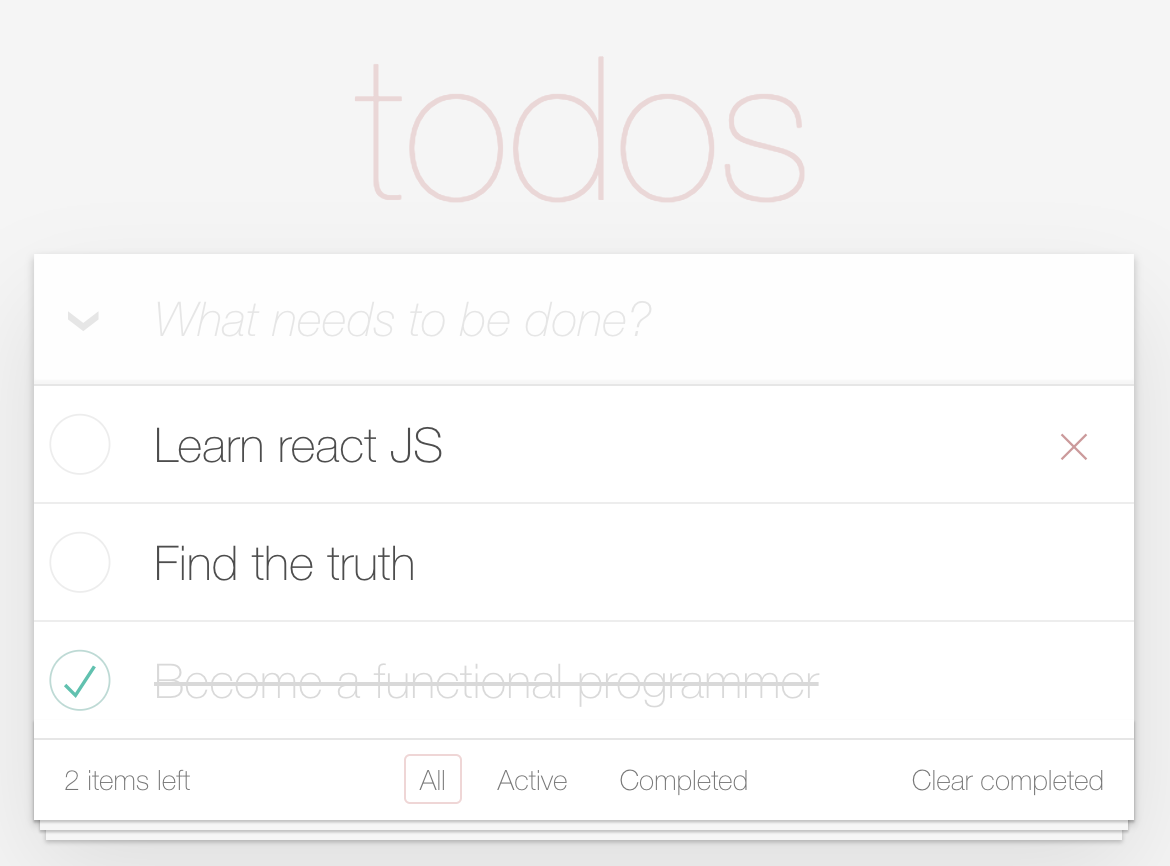 todos
What needs to be done?
Learn react JS
Find the truth
Become a functional programmer
2 items left All Active Completed Clear completed